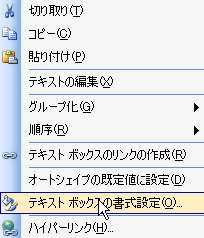 切り取り(T)
コピー(C)
貼り付け(P)
テキストの編集(X)
グループ化(G)
順序(R)
テキスト ボックスのリンクの作成(R)
オートシェイプの既定値に設定(D)
テキスト ボックスの書式設定(O)...
ハイパーリンク(H)...